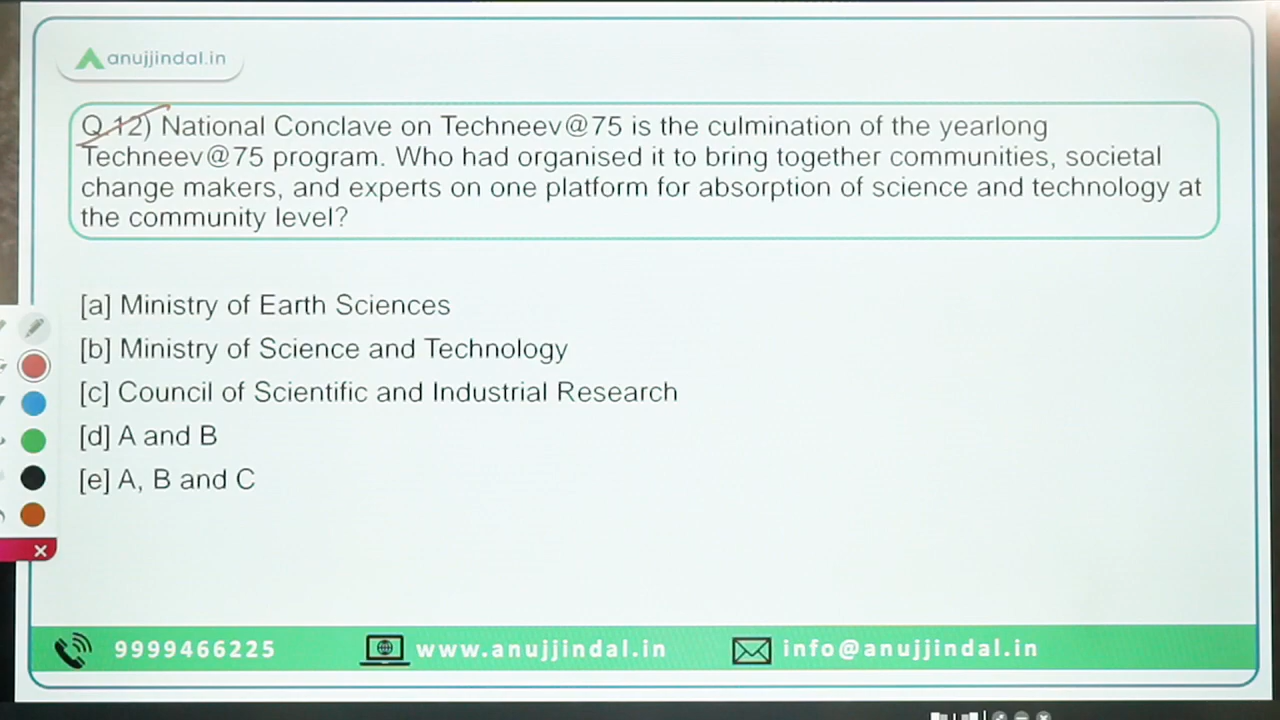 anujjindal.in
Q.12) National Conclave on Techneev@75 is the culmination of the yearlong
Techneev@75 program. Who had organised it to bring together communities, societal
change makers, and experts on one platform for absorption of science and technology at
the community level?
[a] Ministry of Earth Sciences
[b] Ministry of Science and Technology
[c] Council of Scientific and Industrial Research
[d] A and B
[e] A, B and C
9999466225 www.anujjindal.in info@anujjindal.in